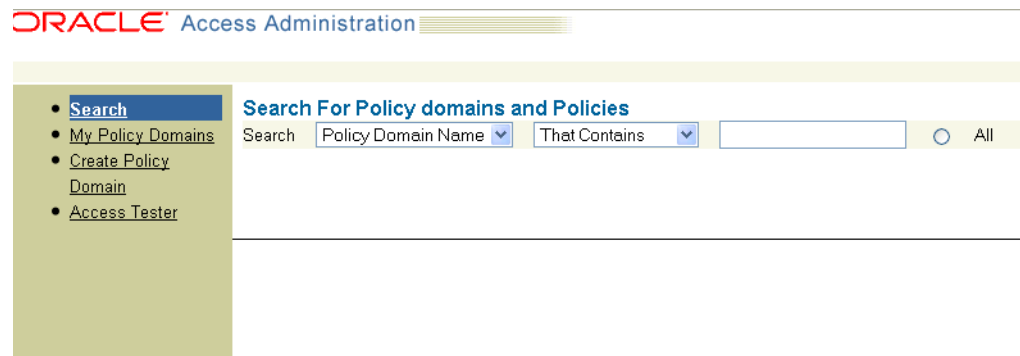 ORACLE Access Administration
Search
My Policy Domains
Create Policy
Domain
Access Tester
Search For Policy domains and Policies
Search Policy Domain Name That Contains All